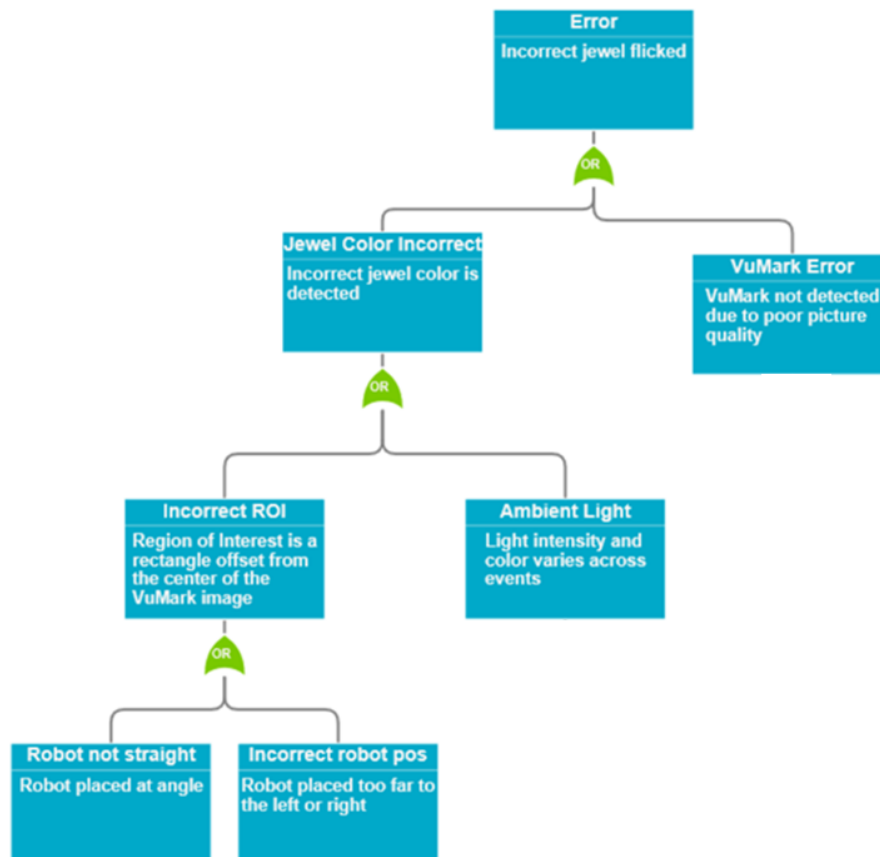 Error
Incorrect jewel flicked
OR
Jewel Color Incorrect
Incorrect jewel color is
detected
VuMark Error
VuMark not detected
due to poor picture
quality
OR
Incorrect ROI
Region of Interest is a
rectangle offset from
the center of the
VuMark image
Ambient Light
Light intensity and
color varies across
events
OR
Robot not straight
Robot placed at angle
Incorrect robot pos
Robot placed too far to
the left or right